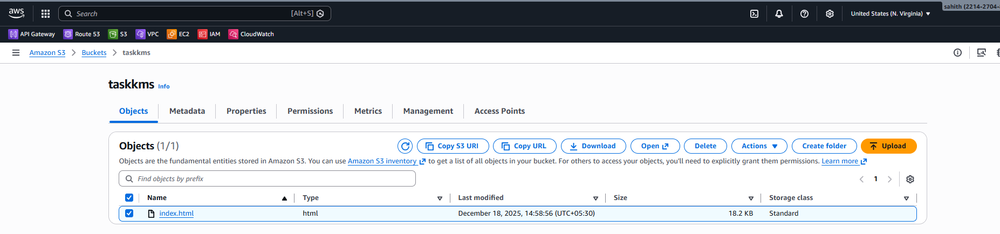 sahith (2214-2704-
aws Search [Alt+S] United States (N. Virginia)
API Gateway Route 53 S3 VPC EC2 IAM CloudWatch
Amazon S3 > Buckets > taskkms
taskkms Info
Objects Metadata Properties Permissions Metrics Management Access Points
Objects (1/1) Copy S3 URI Copy URL Download Open Delete Actions Create folder Upload
Objects are the fundamental entities stored in Amazon S3. You can use Amazon S3 inventory to get a list of all objects in your bucket. For others to access your objects, you'll need to explicitly grant them permissions. Learn more
Find objects by prefix 1
Name Type Last modified Size Storage class
index.html html December 18, 2025, 14:58:56 (UTC+05:30) 18.2 KB Standard